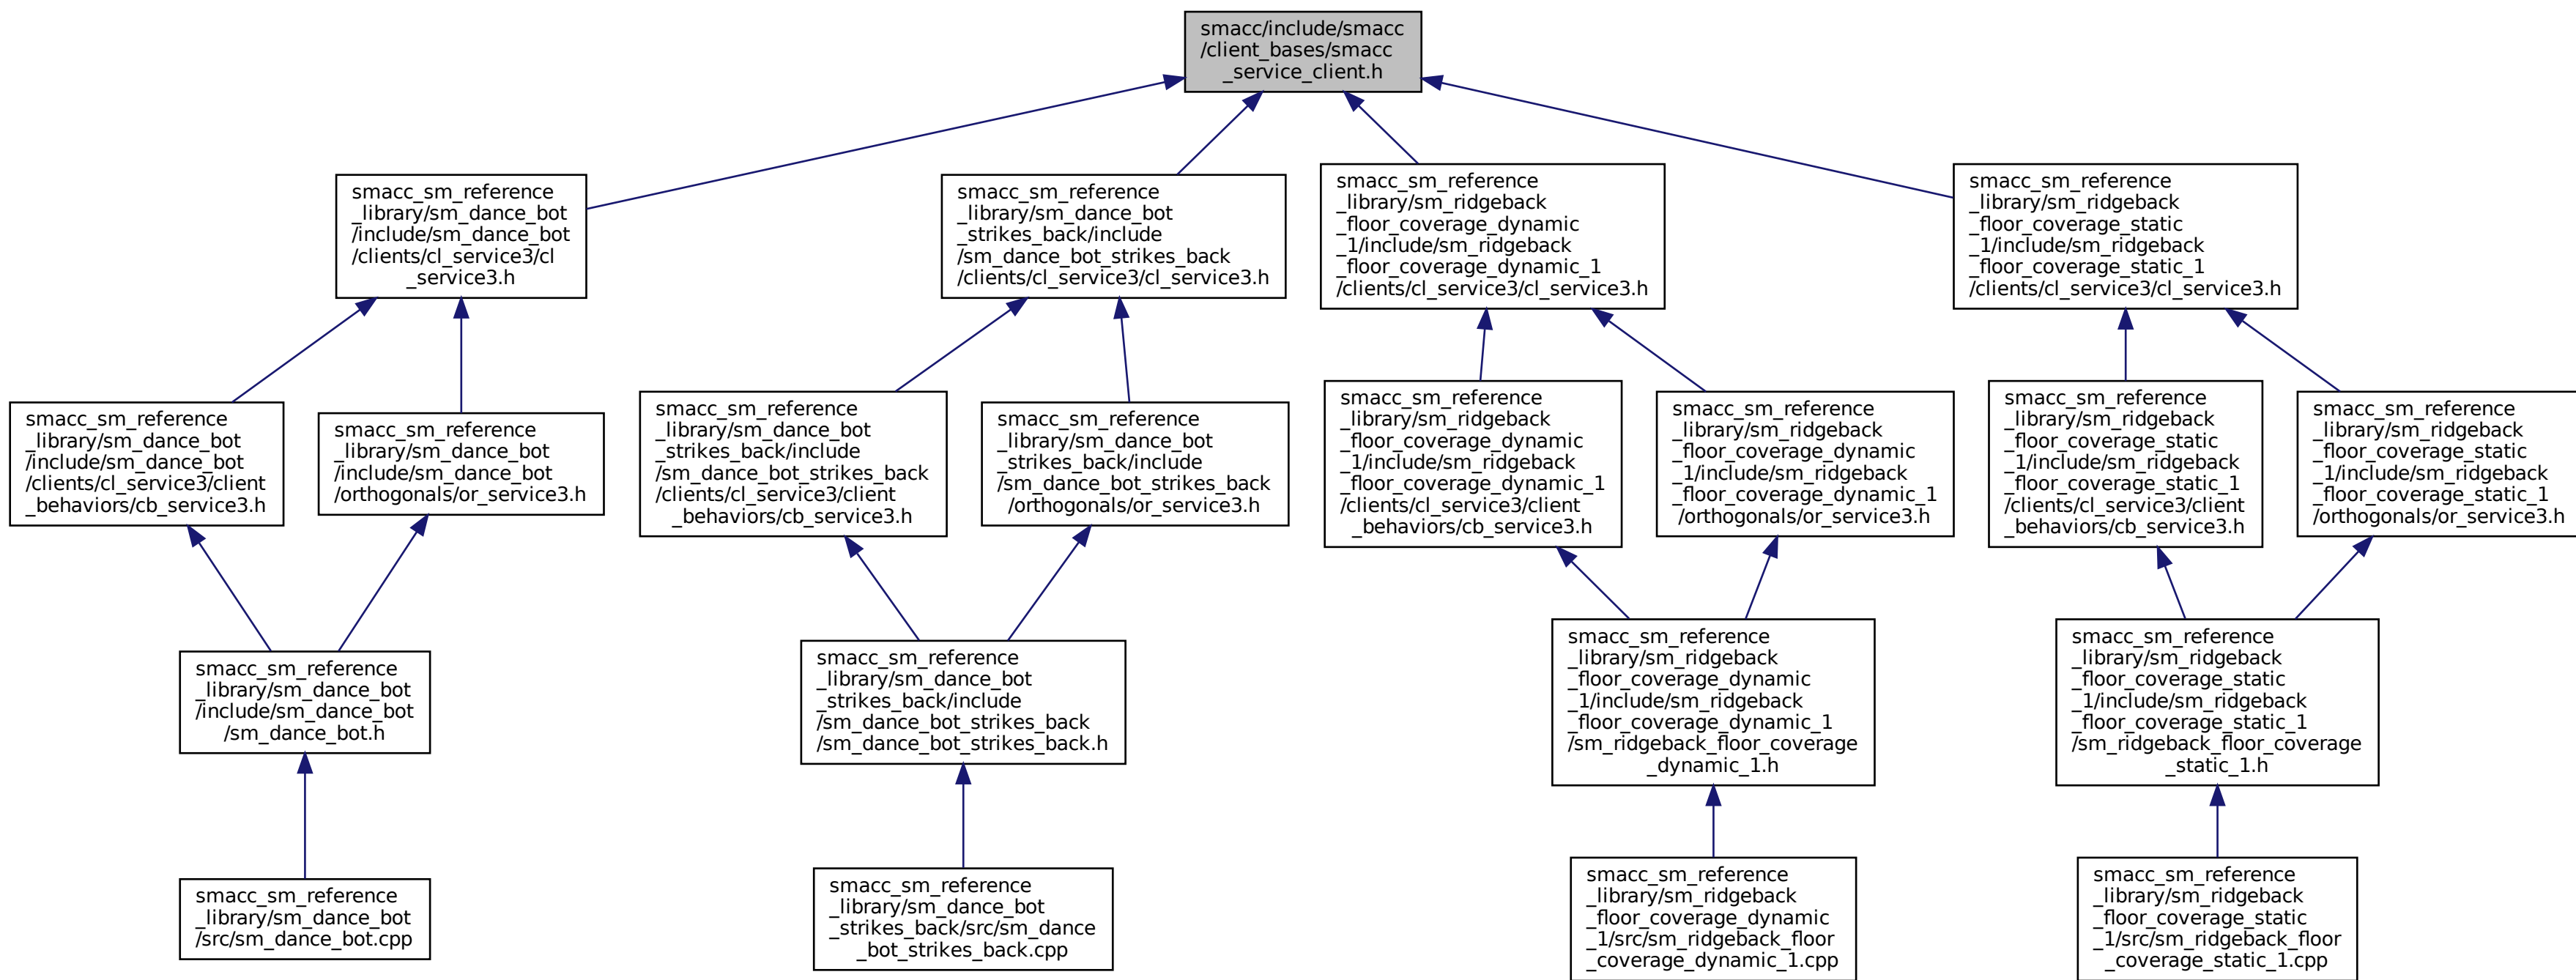 smacc/include/smacc
/client_bases/smacc
_service_client.h
smacc_sm_reference
_library/sm_dance_bot
/include/sm_dance_bot
/clients/cl_service3/cl
_service3.h
smacc_sm_reference
_library/sm_dance_bot
_strikes_back/include
/sm_dance_bot_strikes_back
/clients/cl_service3/cl_service3.h
smacc_sm_reference
_library/sm_ridgeback
_floor_coverage_dynamic
_1/include/sm_ridgeback
_floor_coverage_dynamic_1
/clients/cl_service3/cl_service3.h
smacc_sm_reference
_library/sm_ridgeback
_floor_coverage_static
_1/include/sm_ridgeback
_floor_coverage_static_1
/clients/cl_service3/cl_service3.h
smacc_sm_reference
_library/sm_dance_bot
/include/sm_dance_bot
/clients/cl_service3/client
_behaviors/cb_service3.h
smacc_sm_reference
_library/sm_dance_bot
/include/sm_dance_bot
/orthogonals/or_service3.h
smacc_sm_reference
_library/sm_dance_bot
_strikes_back/include
/sm_dance_bot_strikes_back
/clients/cl_service3/client
_behaviors/cb_service3.h
smacc_sm_reference
_library/sm_dance_bot
_strikes_back/include
/sm_dance_bot_strikes_back
/orthogonals/or_service3.h
smacc_sm_reference
_library/sm_ridgeback
_floor_coverage_dynamic
_1/include/sm_ridgeback
_floor_coverage_dynamic_1
/clients/cl_service3/client
_behaviors/cb_service3.h
smacc_sm_reference
_library/sm_ridgeback
_floor_coverage_dynamic
_1/include/sm_ridgeback
_floor_coverage_dynamic_1
/orthogonals/or_service3.h
smacc_sm_reference
_library/sm_ridgeback
_floor_coverage_static
_1/include/sm_ridgeback
_floor_coverage_static_1
/clients/cl_service3/client
_behaviors/cb_service3.h
smacc_sm_reference
_library/sm_ridgeback
_floor_coverage_static
_1/include/sm_ridgeback
_floor_coverage_static_1
/orthogonals/or_service3.h
smacc_sm_reference
_library/sm_dance_bot
/include/sm_dance_bot
/sm_dance_bot.h
smacc_sm_reference
_library/sm_dance_bot
_strikes_back/include
/sm_dance_bot_strikes_back
/sm_dance_bot_strikes_back.h
smacc_sm_reference
_library/sm_ridgeback
_floor_coverage_dynamic
_1/include/sm_ridgeback
_floor_coverage_dynamic_1
/sm_ridgeback_floor_coverage
_dynamic_1.h
smacc_sm_reference
_library/sm_ridgeback
_floor_coverage_static
_1/include/sm_ridgeback
_floor_coverage_static_1
/sm_ridgeback_floor_coverage
_static_1.h
smacc_sm_reference
_library/sm_dance_bot
/src/sm_dance_bot.cpp
smacc_sm_reference
_library/sm_dance_bot
_strikes_back/src/sm_dance
_bot_strikes_back.cpp
smacc_sm_reference
_library/sm_ridgeback
_floor_coverage_dynamic
_1/src/sm_ridgeback_floor
_coverage_dynamic_1.cpp
smacc_sm_reference
_library/sm_ridgeback
_floor_coverage_static
_1/src/sm_ridgeback_floor
_coverage_static_1.cpp